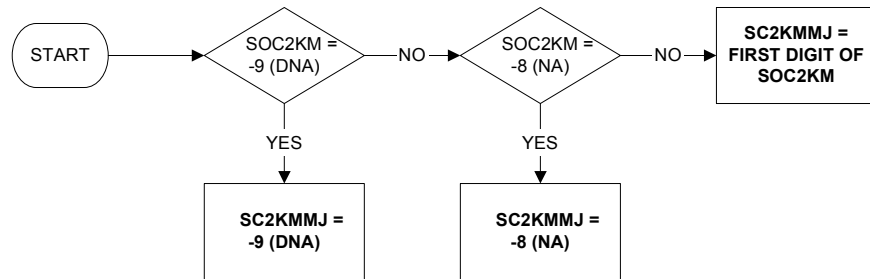 START
SOC2KM =
-9 (DNA)
NO
SOC2KM =
-8 (NA)
NO
SC2KMMJ =
FIRST DIGIT OF
SOC2KM
YES
YES
SC2KMMJ =
-9 (DNA)
SC2KMMJ =
-8 (NA)